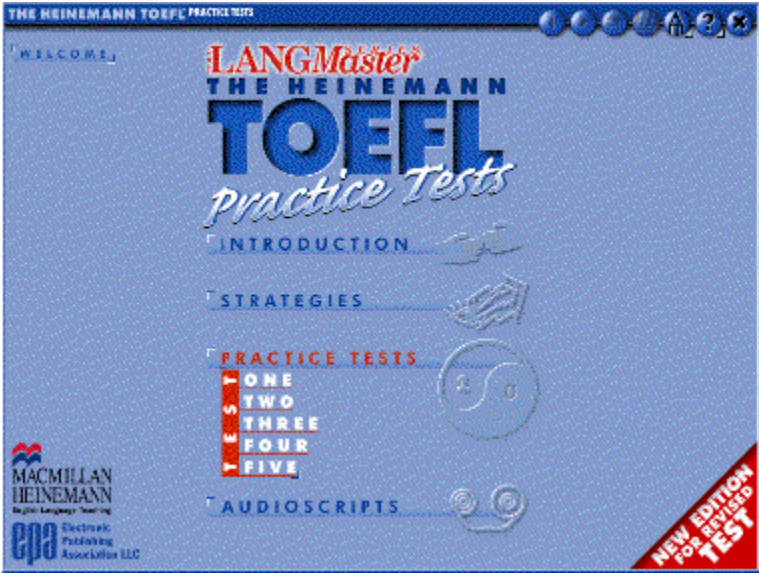 THE HEINEMANN TOEFL PRACTICE TESTS
WELCOME
LANGMaster
THE HEINEMANN
TOEFL
Practice Tests
INTRODUCTION
STRATEGIES
PRACTICE TESTS
TEST
ONE
TWO
THREE
FOUR
FIVE
AUDIOSCRIPTS
MACMILLAN
HEINEMANN
English Language Teaching
epa
Electronic
Publishing
Association LLC
NEW EDITION
FOR REVISED
TEST